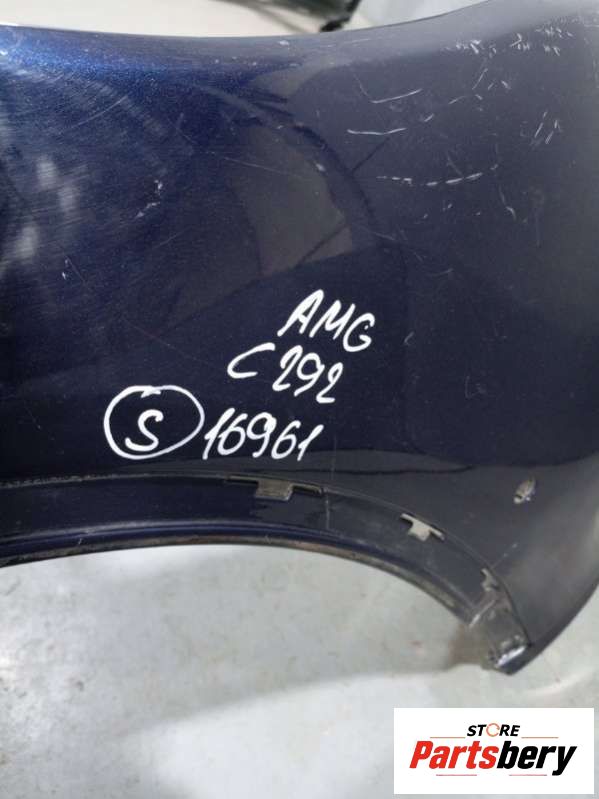 AMG
C292
S 16961
STORE
Partsbery